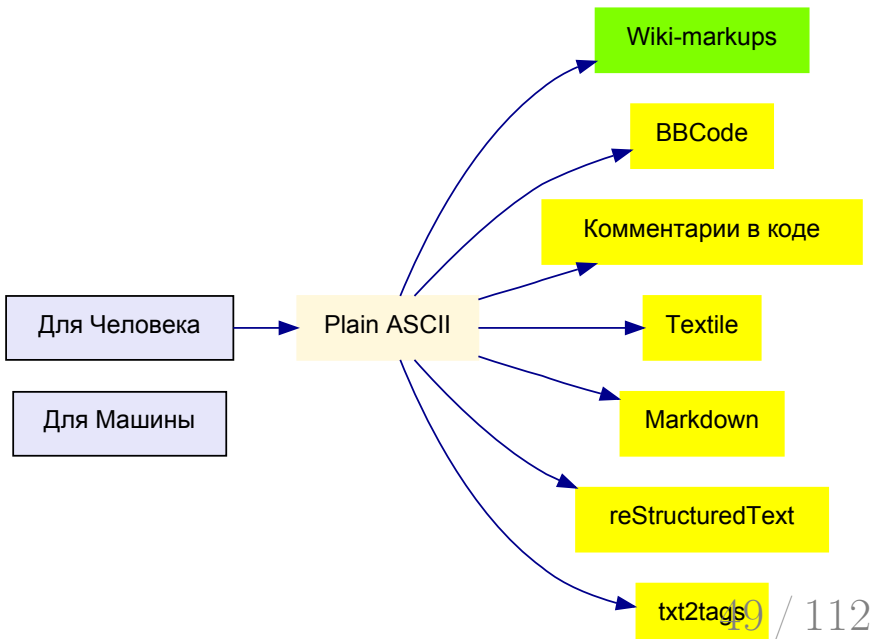 Wiki-markups
BBCode
Комментарии в коде
Для Человека
Plain ASCII
Textile
Для Машины
Markdown
reStructuredText
txt2tags
49 / 112